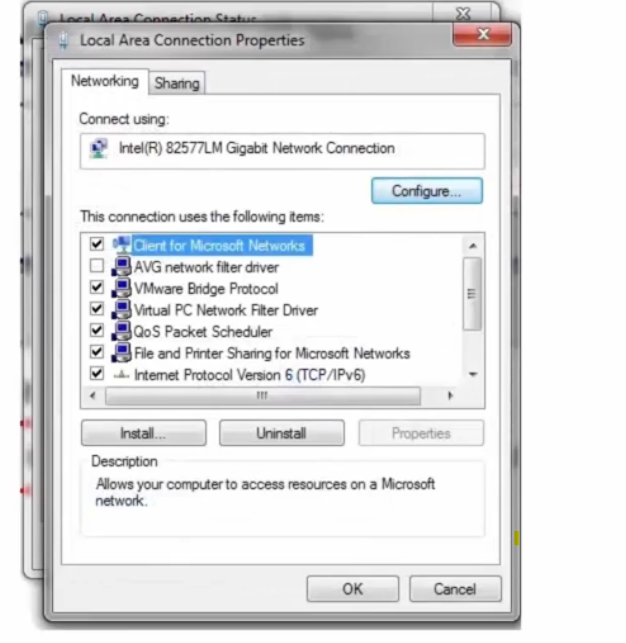 Local Area Connection Status
Local Area Connection Properties
Networking
Sharing
Connect using:
Intel(R) 82577LM Gigabit Network Connection
Configure...
This connection uses the following items:
Client for Microsoft Networks
AVG network filter driver
VMware Bridge Protocol
Virtual PC Network Filter Driver
QoS Packet Scheduler
File and Printer Sharing for Microsoft Networks
Internet Protocol Version 6 (TCP/IPv6)
Install...
Uninstall
Properties
Description
Allows your computer to access resources on a Microsoft
network.
OK
Cancel